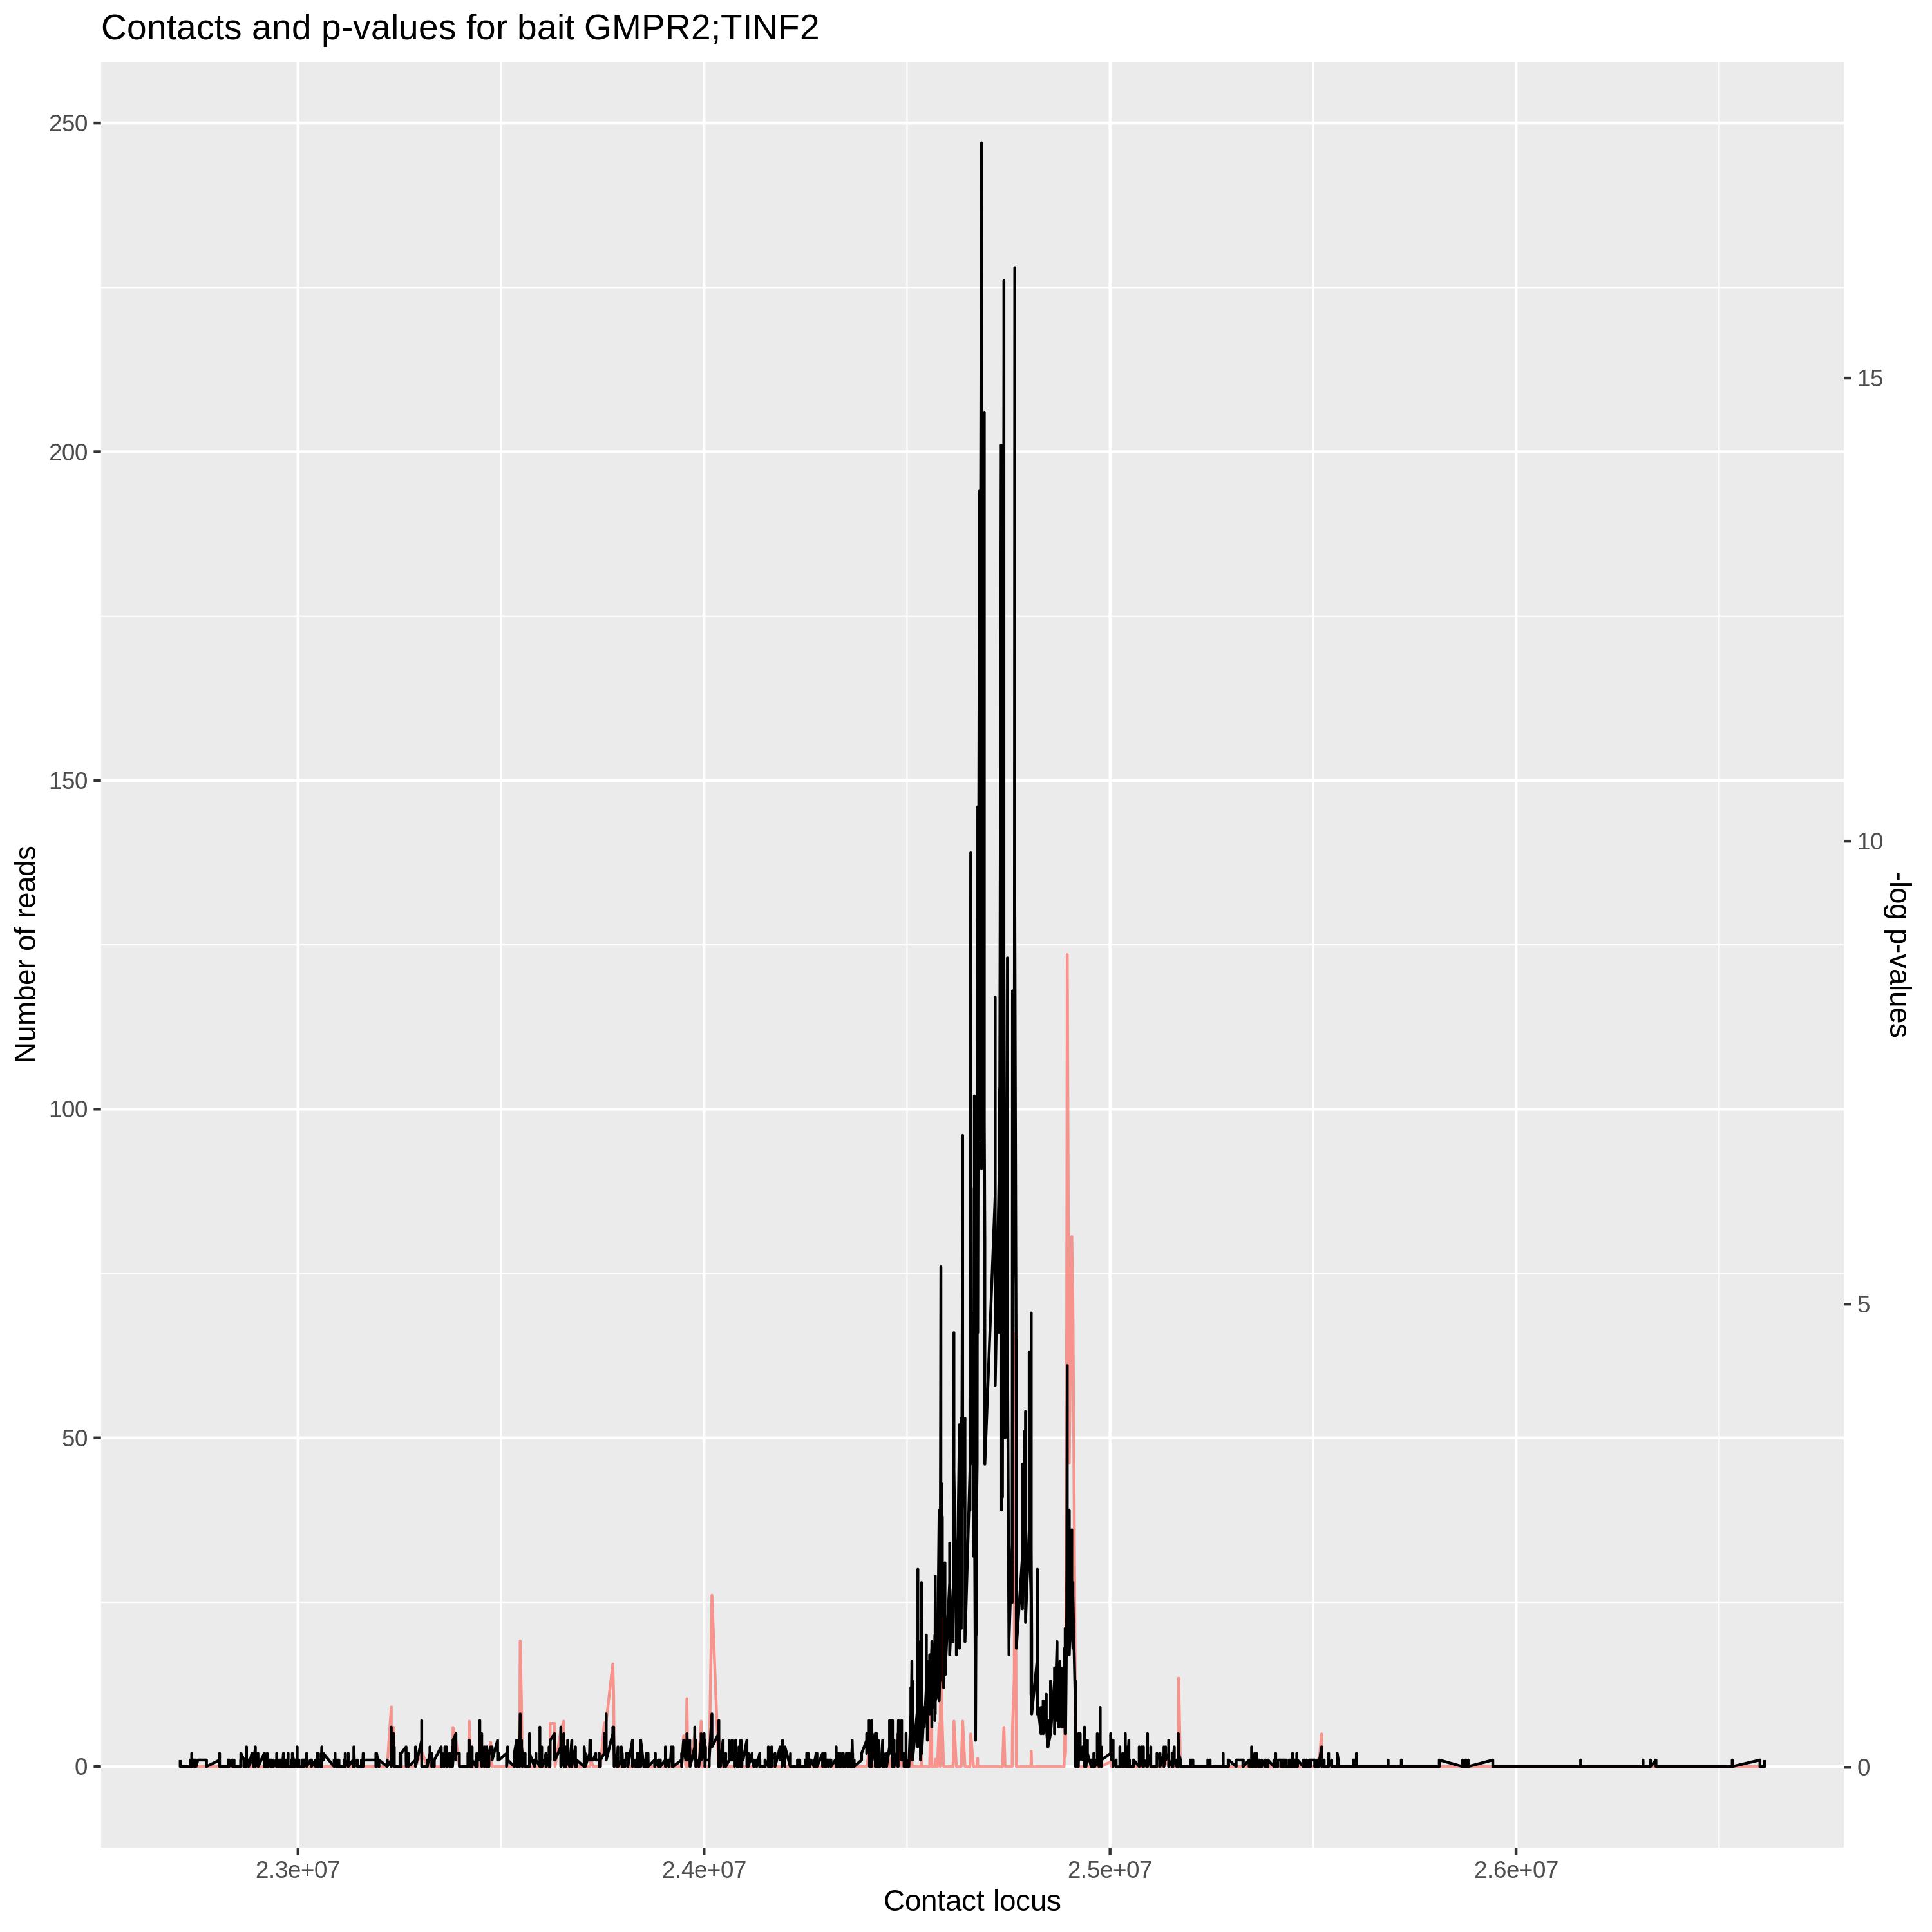 Contacts and p-values for bait GMPR2;TINF2
250
200
150
100
50
0
Number of reads
15
10
5
0
-log p-values
2.3e+07
2.4e+07
2.5e+07
2.6e+07
Contact locus